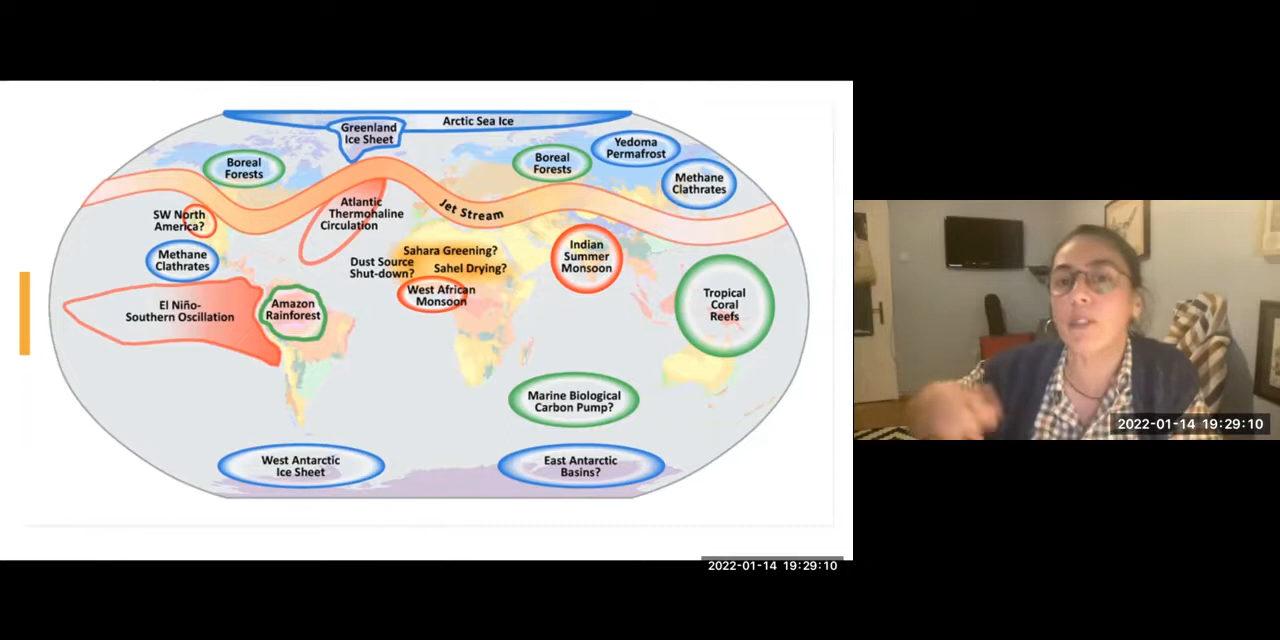 Arctic Sea Ice
Greenland
Ice Sheet
Yedoma
Permafrost
Boreal
Forests
Boreal
Forests
Methane
Clathrates
Jet Stream
Atlantic
Thermohaline
Circulation
SW North
America?
Methane
Clathrates
Sahara Greening?
Dust Source
Shut-down?
Sahel Drying?
Indian
Summer
Monsoon
West African
Monsoon
El Niño-
Southern Oscillation
Amazon
Rainforest
Tropical
Coral
Reefs
Marine Biological
Carbon Pump?
West Antarctic
Ice Sheet
East Antarctic
Basins?
2022-01-14 19:29:10
2022-01-14 19:29:10